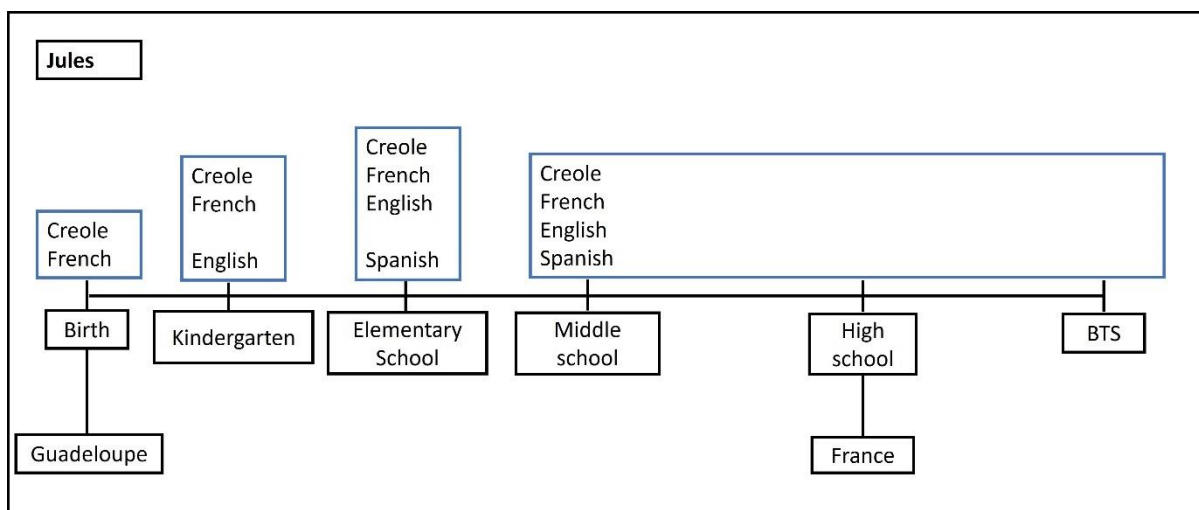 Jules
Creole
French
Creole
French
English
Creole
French
English
Spanish
Creole
French
English
Spanish
Birth
Kindergarten
Elementary
School
Middle
school
High
school
BTS
Guadeloupe
France